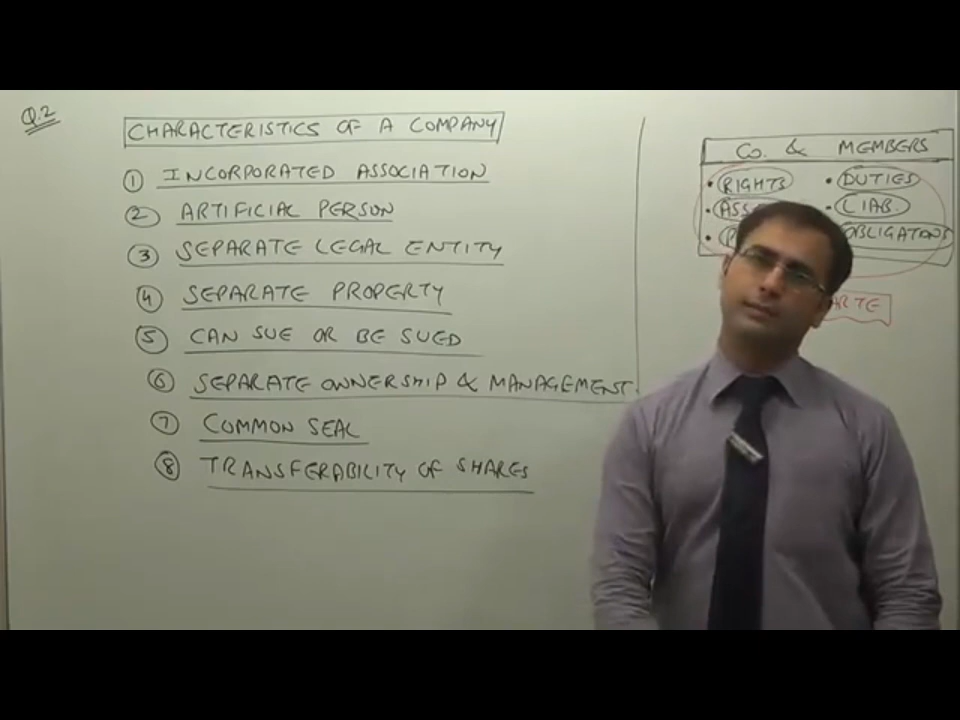 Q.2
CHARACTERISTICS OF A COMPANY
① INCORPORATED ASSOCIATION
② ARTIFICIAL PERSON
③ SEPARATE LEGAL ENTITY
④ SEPARATE PROPERTY
⑤ CAN SUE OR BE SUED
⑥ SEPARATE OWNERSHIP & MANAGEMENT.
⑦ COMMON SEAL
⑧ TRANSFERABILITY OF SHARES
Co. & MEMBERS
• RIGHTS • DUTIES
• LIAB.
OBLIGATIONS